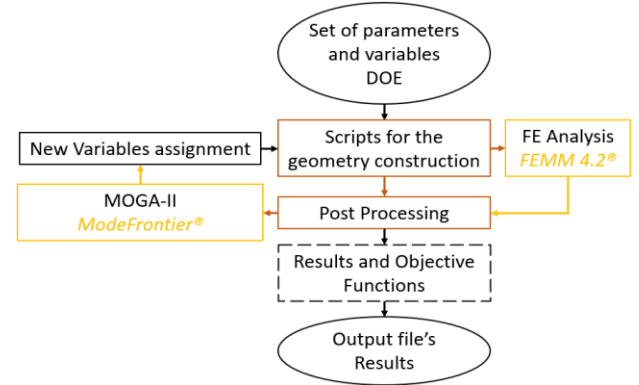 Set of parameters
and variables
DOE
New Variables assignment
Scripts for the
geometry construction
FE Analysis
FEMM 4.2®
MOGA-II
ModeFrontier®
Post Processing
Results and Objective
Functions
Output file's
Results